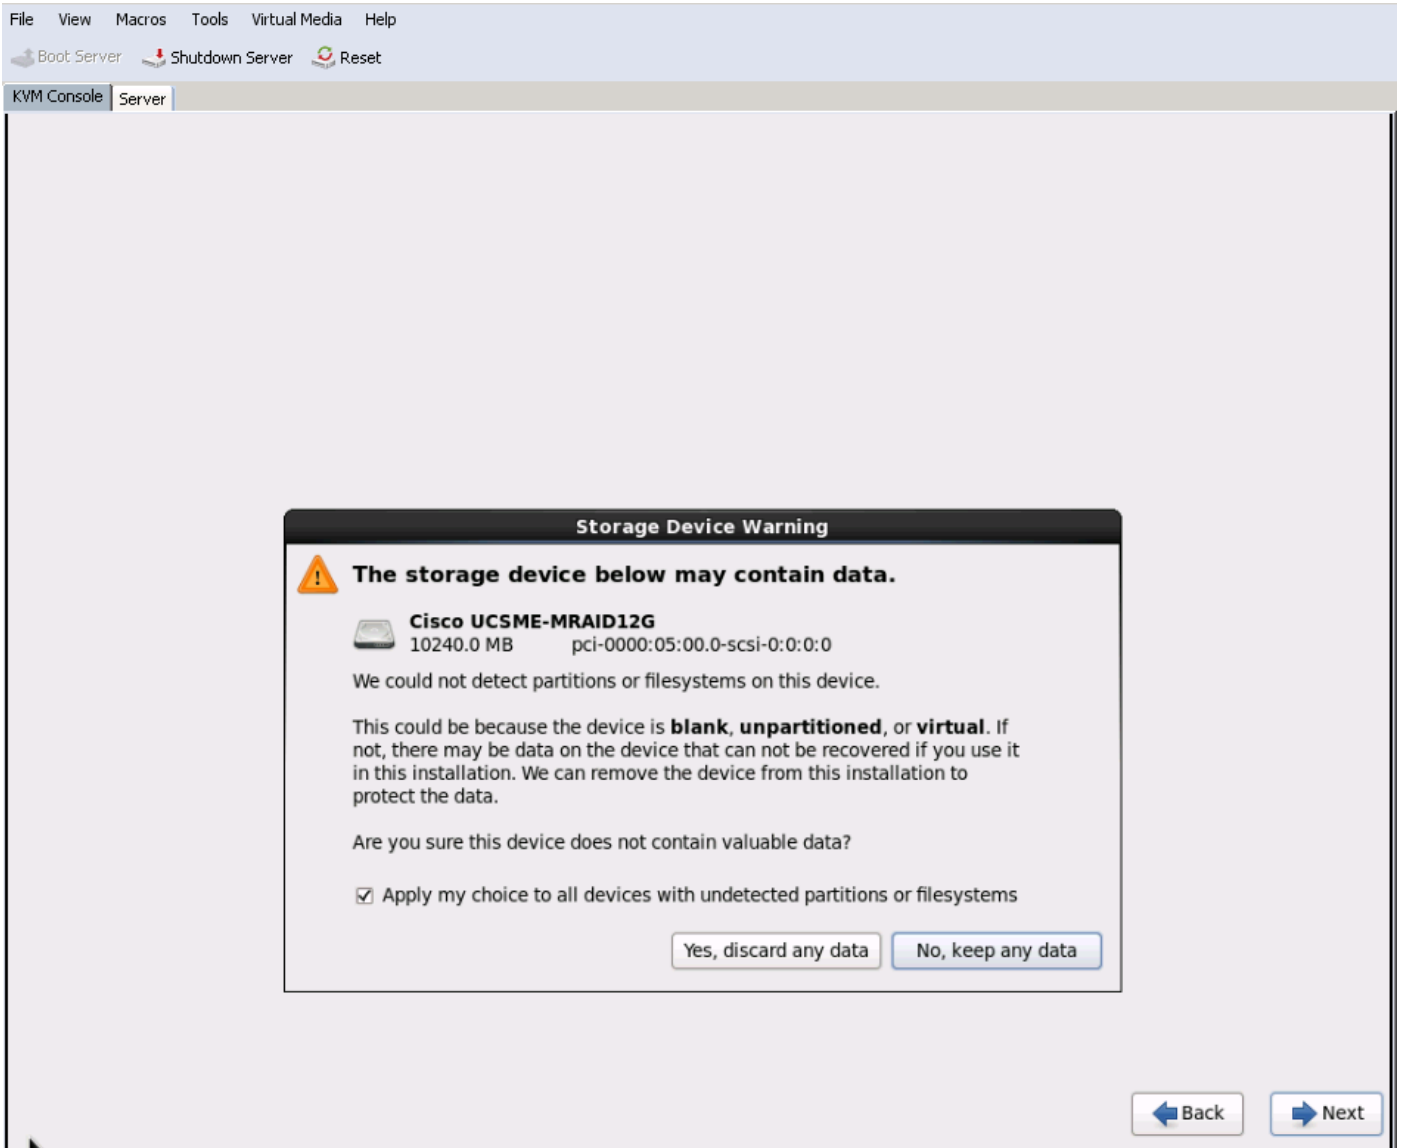 File View Macros Tools Virtual Media Help
Boot Server Shutdown Server Reset
KVM Console Server
Storage Device Warning
The storage device below may contain data.
Cisco UCSME-MRAID12G
10240.0 MB pci-0000:05:00.0-scsi-0:0:0:0
We could not detect partitions or filesystems on this device.
This could be because the device is blank, unpartitioned, or virtual. If
not, there may be data on the device that can not be recovered if you use it
in this installation. We can remove the device from this installation to
protect the data.
Are you sure this device does not contain valuable data?
Apply my choice to all devices with undetected partitions or filesystems
Yes, discard any data No, keep any data
Back Next